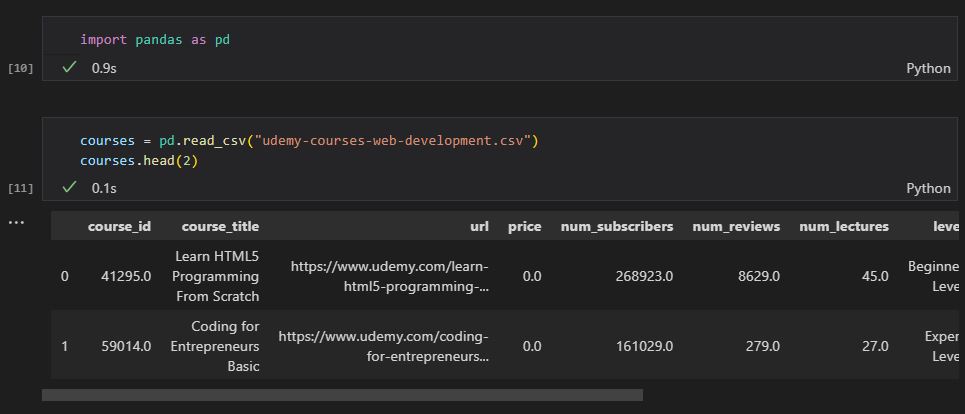 import pandas as pd
[10] 0.9s Python
courses = pd.read_csv("udemy-courses-web-development.csv")
courses.head(2)
[11] 0.1s Python
...
course_id course_title url price num_subscribers num_reviews num_lectures leve
Learn HTML5
0 41295.0 Programming https://www.udemy.com/learn-html5-programming-... 0.0 268923.0 8629.0 45.0 Beginne Leve
From Scratch
Coding for
1 59014.0 Entrepreneurs https://www.udemy.com/coding-for-entrepreneurs... 0.0 161029.0 279.0 27.0 Exper Leve
Basic